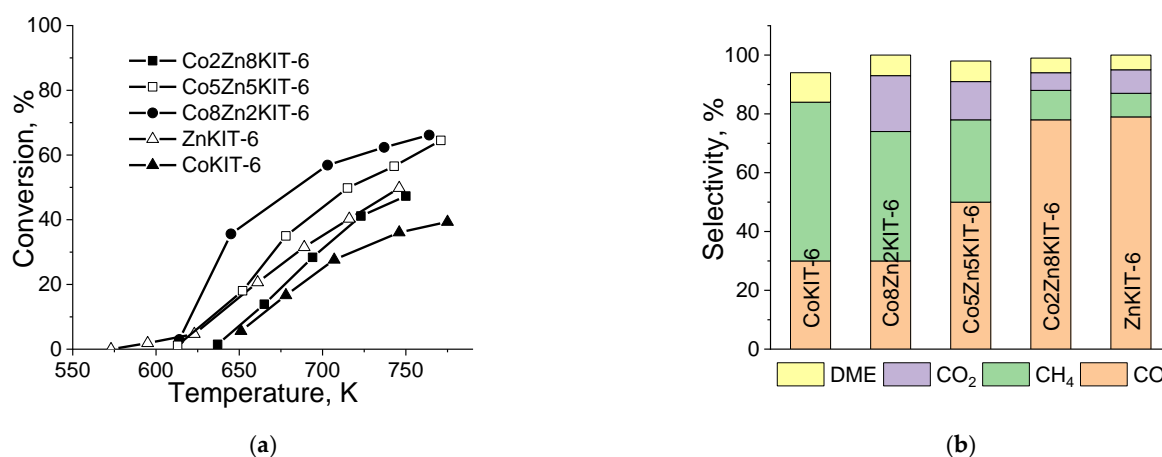 100
80
60
40
20
0
Conversion, %
Co2Zn8KIT-6
Co5Zn5KIT-6
Co8Zn2KIT-6
ZnKIT-6
CoKIT-6
550
600
650
700
750
Temperature, K
(a)
100
80
60
40
20
0
Selectivity, %
CoKIT-6
Co8Zn2KIT-6
Co5Zn5KIT-6
Co2Zn8KIT-6
ZnKIT-6
DME CO₂ CH₄ CO
(b)